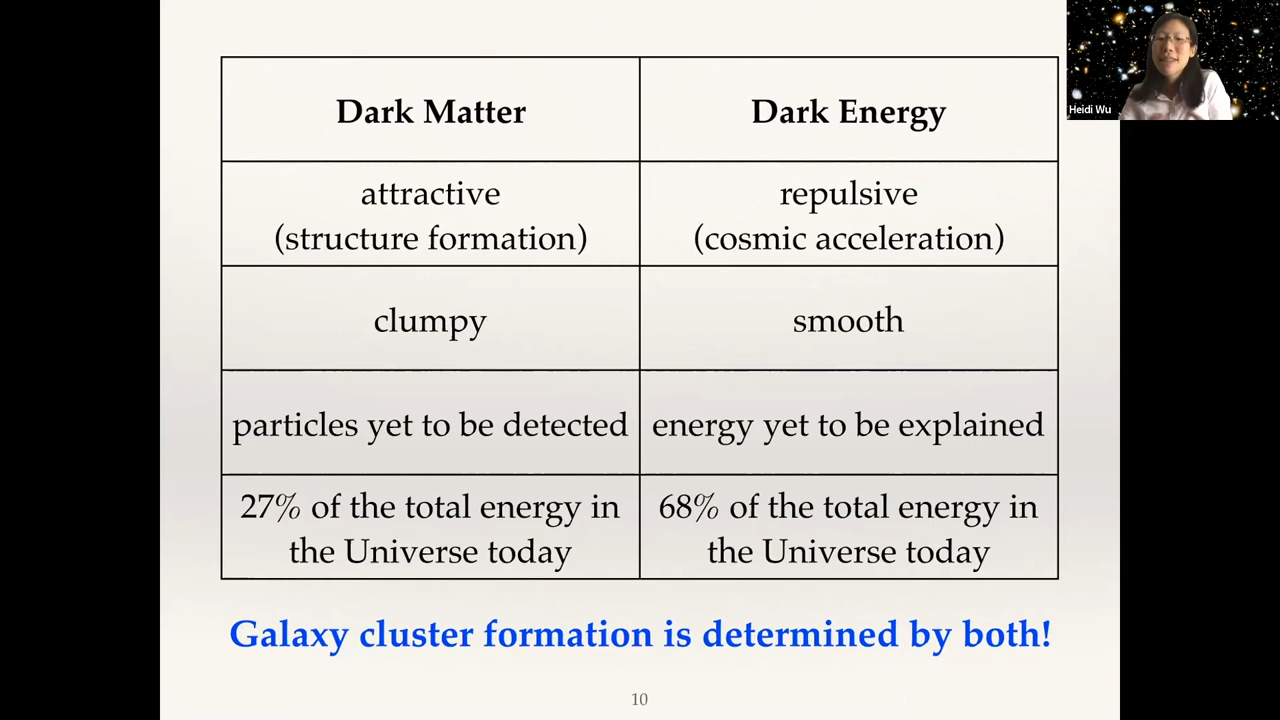 Dark Matter
Dark Energy
attractive
(structure formation)
repulsive
(cosmic acceleration)
clumpy
smooth
particles yet to be detected
energy yet to be explained
27% of the total energy in
the Universe today
68% of the total energy in
the Universe today
Galaxy cluster formation is determined by both!
10
Heidi Wu